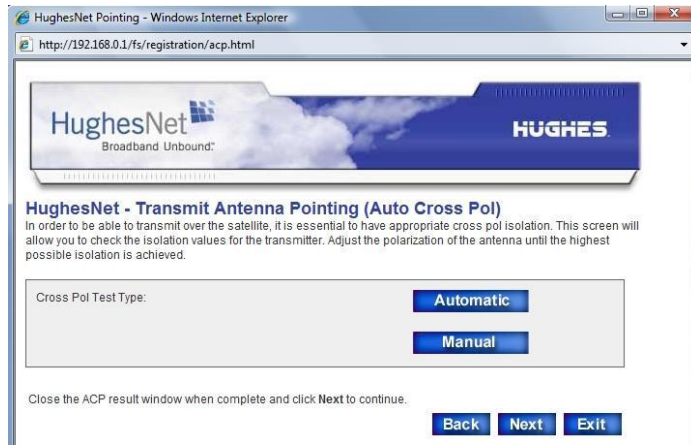 HughesNet Pointing - Windows Internet Explorer
http://192.168.0.1/fs/registration/acp.html
HughesNet
Broadband Unbound.
HUGHES
HughesNet - Transmit Antenna Pointing (Auto Cross Pol)
In order to be able to transmit over the satellite, it is essential to have appropriate cross pol isolation. This screen will
allow you to check the isolation values for the transmitter. Adjust the polarization of the antenna until the highest
possible isolation is achieved.
Cross Pol Test Type:
Automatic
Manual
Close the ACP result window when complete and click Next to continue.
Back Next Exit